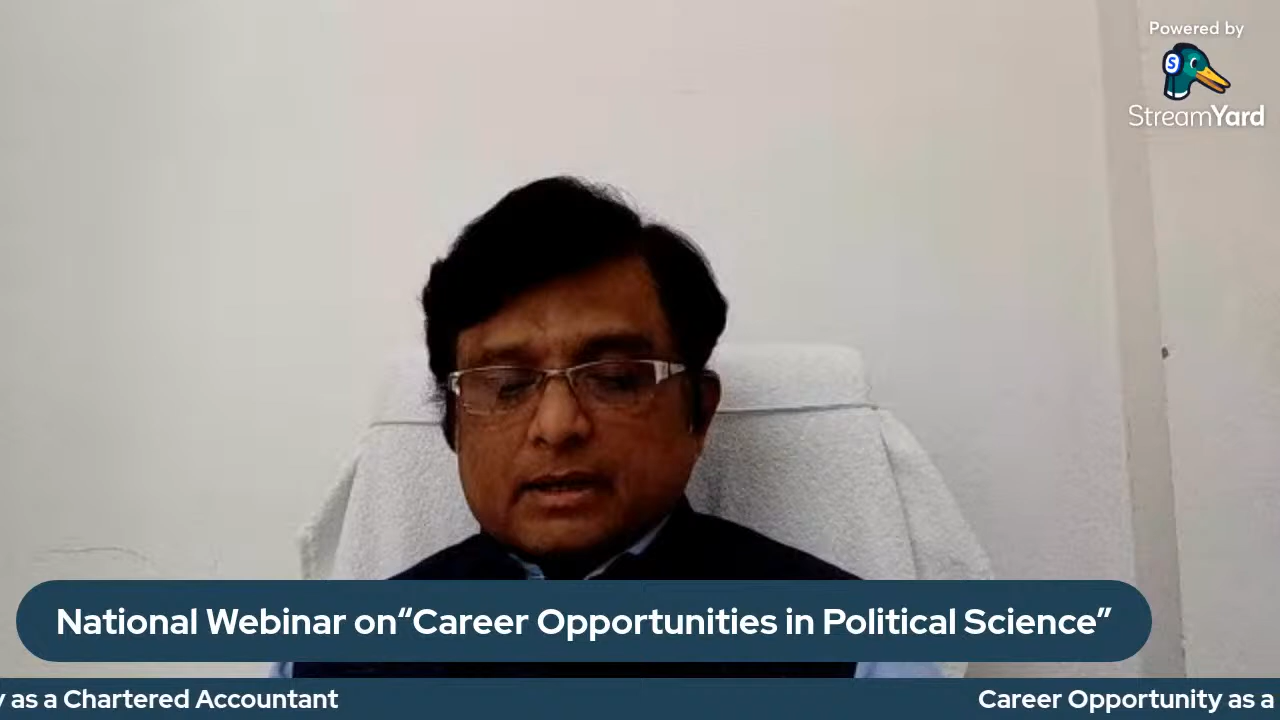 Powered by
S
StreamYard
National Webinar on“Career Opportunities in Political Science”
y as a Chartered Accountant
Career Opportunity as a